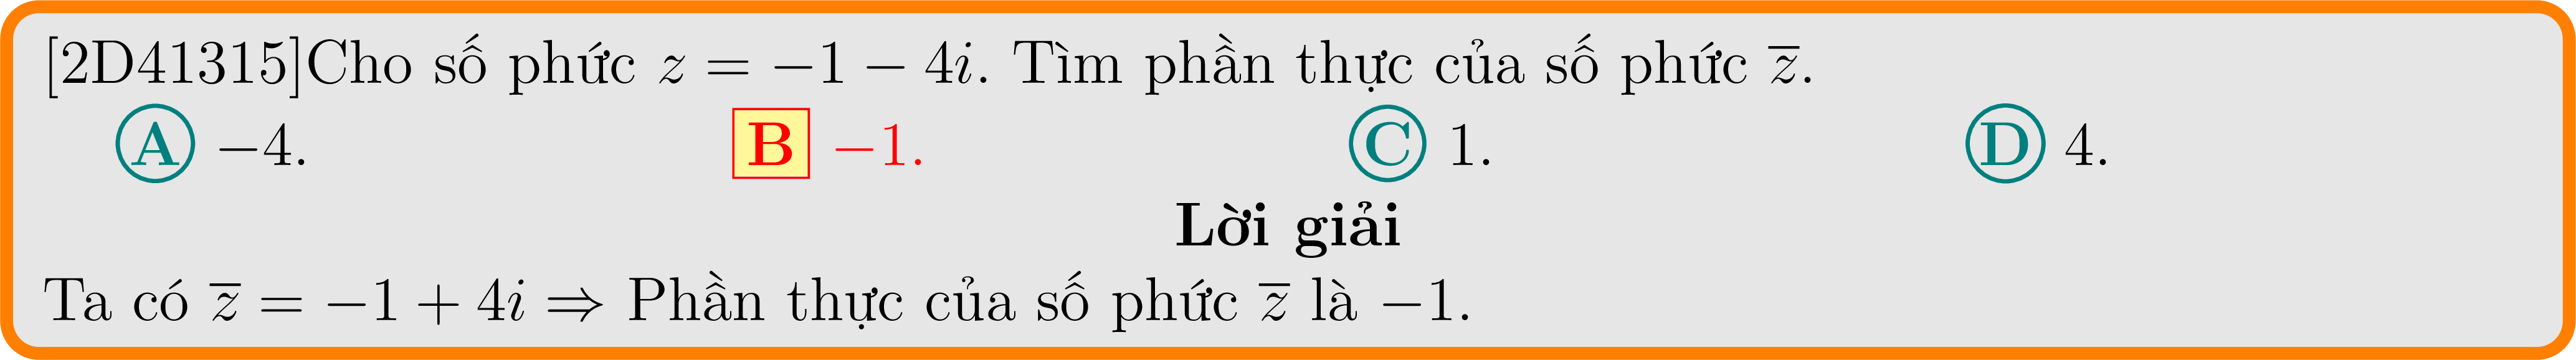 [2D41315]Cho số phức z = −1 − 4i. Tìm phần thực của số phức z̅.
A −4. B −1. C 1. D 4.
Lời giải
Ta có z̅ = −1 + 4i ⇒ Phần thực của số phức z̅ là −1.